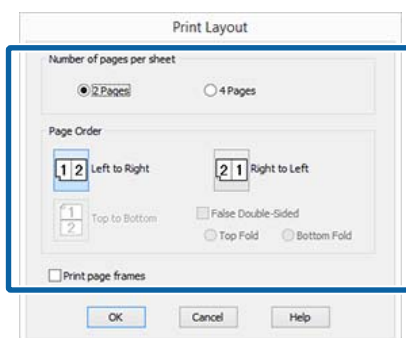 Print Layout
Number of pages per sheet
2 Pages 4 Pages
Page Order
1 2 Left to Right 2 1 Right to Left
1 2 Top to Bottom False Double-Sided
Top Fold Bottom Fold
Print page frames
OK Cancel Help